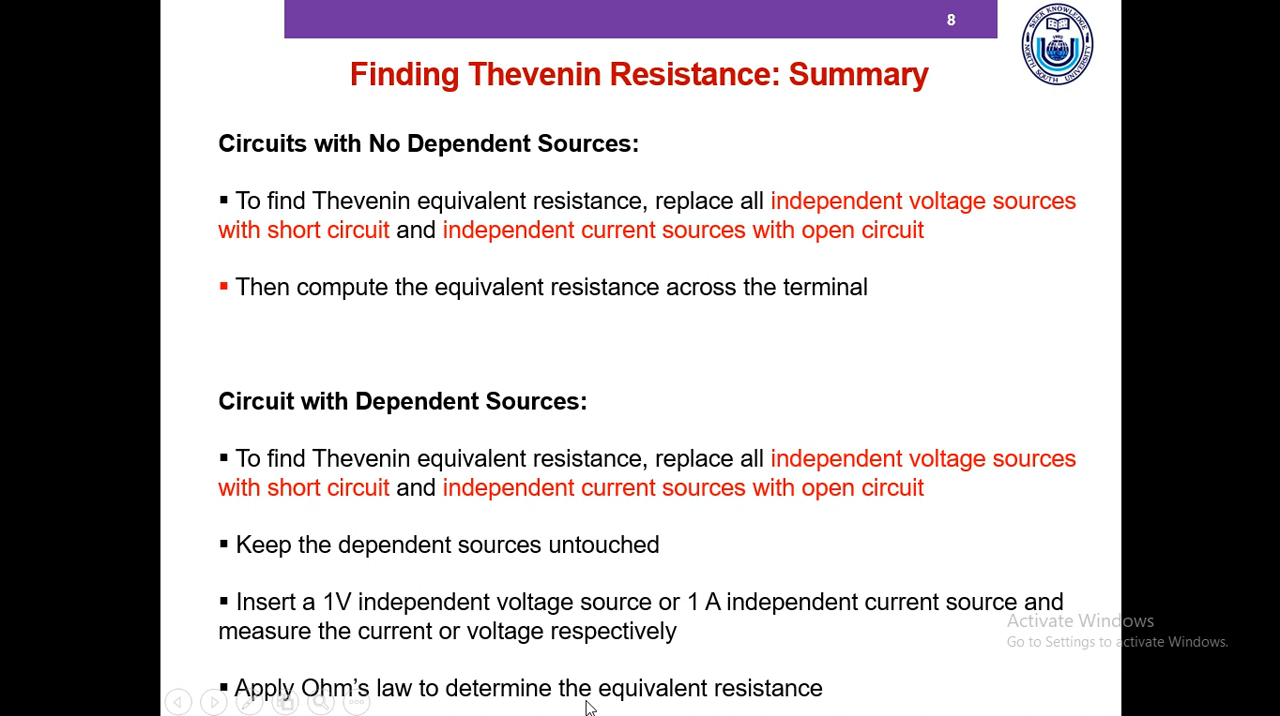 8
SEEK KNOWLEDGE
NORTH SOUTH UNIVERSITY
Finding Thevenin Resistance: Summary
Circuits with No Dependent Sources:
▪ To find Thevenin equivalent resistance, replace all independent voltage sources
with short circuit and independent current sources with open circuit
▪ Then compute the equivalent resistance across the terminal
Circuit with Dependent Sources:
▪ To find Thevenin equivalent resistance, replace all independent voltage sources
with short circuit and independent current sources with open circuit
▪ Keep the dependent sources untouched
▪ Insert a 1V independent voltage source or 1 A independent current source and
measure the current or voltage respectively
Activate Windows
Go to Settings to activate Windows.
▪ Apply Ohm's law to determine the equivalent resistance